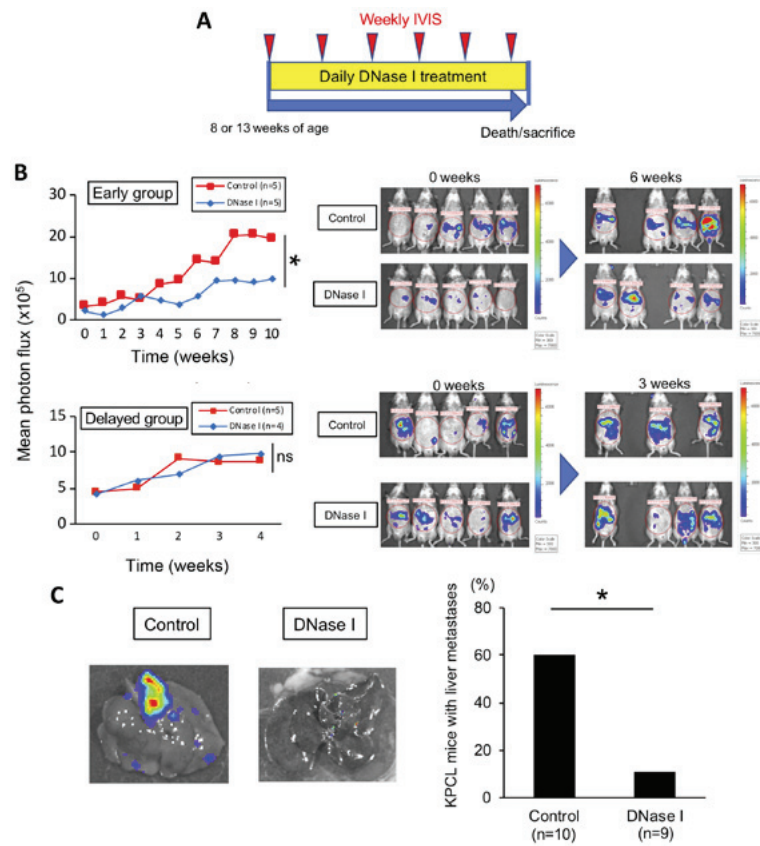 A
Weekly IVIS
Daily DNase I treatment
8 or 13 weeks of age
Death/sacrifice
B
Mean photon flux (x10⁵)
Early group
Control (n=5)
DNase I (n=5)
30
20
10
0
0 1 2 3 4 5 6 7 8 9 10
Time (weeks)
*
0 weeks
6 weeks
Control
DNase I
Delayed group
Control (n=5)
DNase I (n=4)
15
10
5
0
0 1 2 3 4
Time (weeks)
ns
0 weeks
3 weeks
Control
DNase I
C
Control
DNase I
(%)
KPCL mice with liver metastases
80
60
40
20
0
*
Control
(n=10)
DNase I
(n=9)